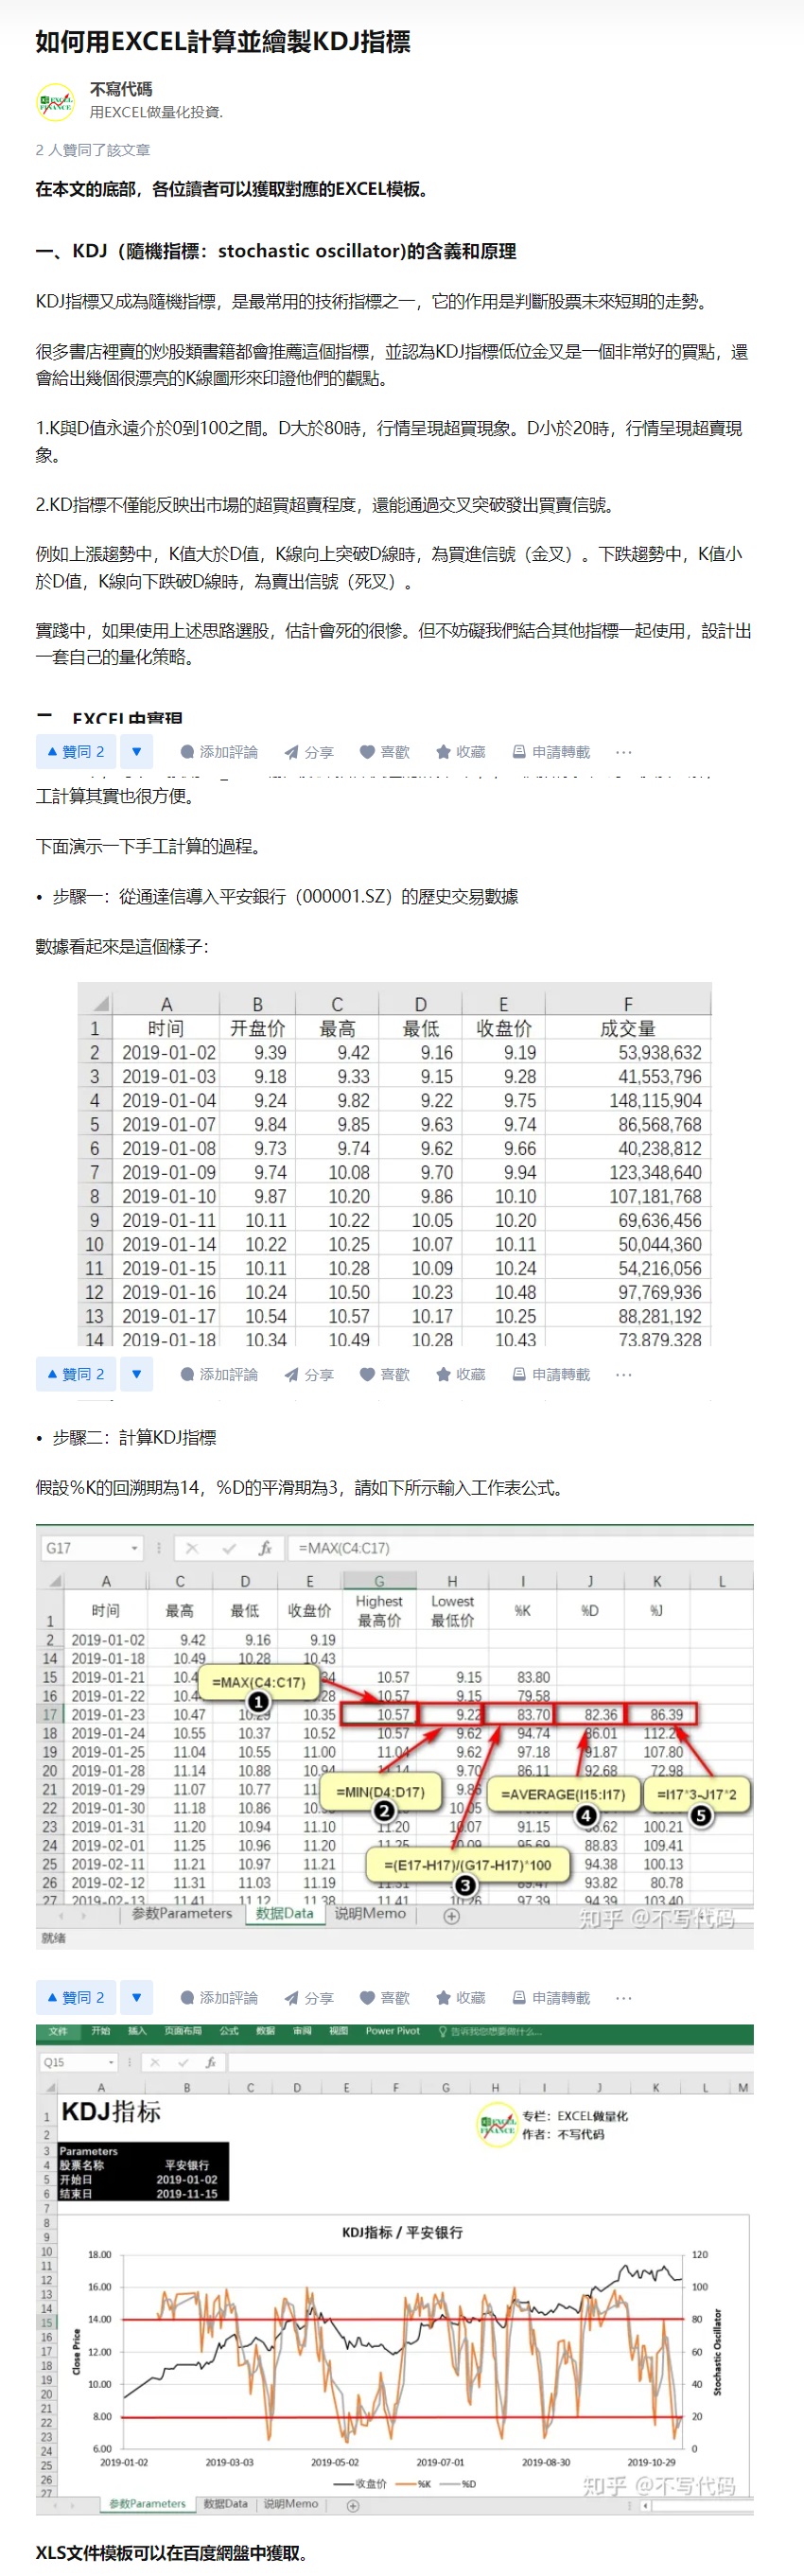 如何用EXCEL計算並繪製KDJ指標
不寫代碼
用EXCEL做量化投資.
2 人贊同了該文章
在本文的底部，各位讀者可以獲取對應的EXCEL模板。
一、KDJ（隨機指標：stochastic oscillator)的含義和原理
KDJ指標又成為隨機指標，是最常用的技術指標之一，它的作用是判斷股票未來短期的走勢。
很多書店裡賣的炒股類書籍都會推薦這個指標，並認為KDJ指標低位金叉是一個非常好的買點，還
會給出幾個很漂亮的K線圖形來印證他們的觀點。
1.K與D值永遠介於0到100之間。D大於80時，行情呈現超買現象。D小於20時，行情呈現超賣現
象。
2.KD指標不僅能反映出市場的超買超賣程度，還能通過交叉突破發出買賣信號。
例如上漲趨勢中，K值大於D值，K線向上突破D線時，為買進信號（金叉）。下跌趨勢中，K值小
於D值，K線向下跌破D線時，為賣出信號（死叉）。
實踐中，如果使用上述思路選股，估計會死的很慘。但不妨礙我們結合其他指標一起使用，設計出
一套自己的量化策略。
二、EXCEL中實現
贊同 2 添加評論 分享 喜歡 收藏 申請轉載
工計算其實也很方便。
下面演示一下手工計算的過程。
• 步驟一：從通達信導入平安銀行（000001.SZ）的歷史交易數據
數據看起來是這個樣子：
A B C D E F
1 时间 开盘价 最高 最低 收盘价 成交量
2 2019-01-02 9.39 9.42 9.16 9.19 53,938,632
3 2019-01-03 9.18 9.33 9.15 9.28 41,553,796
4 2019-01-04 9.24 9.82 9.22 9.75 148,115,904
5 2019-01-07 9.84 9.85 9.63 9.74 86,568,768
6 2019-01-08 9.73 9.74 9.62 9.66 40,238,812
7 2019-01-09 9.74 10.08 9.70 9.94 123,348,640
8 2019-01-10 9.87 10.20 9.86 10.10 107,181,768
9 2019-01-11 10.11 10.22 10.05 10.20 69,636,456
10 2019-01-14 10.22 10.25 10.07 10.11 50,044,360
11 2019-01-15 10.11 10.28 10.09 10.24 54,216,056
12 2019-01-16 10.24 10.50 10.23 10.48 97,769,936
13 2019-01-17 10.54 10.57 10.17 10.25 88,281,192
14 2019-01-18 10.34 10.49 10.28 10.43 73,879,328
贊同 2 添加評論 分享 喜歡 收藏 申請轉載
• 步驟二：計算KDJ指標
假設%K的回溯期為14，%D的平滑期為3，請如下所示輸入工作表公式。
G17 fx =MAX(C4:C17)
A C D E G H I J K L
1 时间 最高 最低 收盘价 Highest 最高价 Lowest 最低价 %K %D %J
2 2019-01-02 9.42 9.16 9.19
14 2019-01-18 10.49 10.28 10.43
15 2019-01-21 10.57 9.15 83.80
16 2019-01-22 10.57 9.15 79.58
17 2019-01-23 10.47 10.35 10.57 9.22 83.70 82.36 86.39
18 2019-01-24 10.55 10.37 10.52 10.57 9.62 94.74 86.01
19 2019-01-25 11.04 10.55 11.00 11.04 9.62 97.18 91.87 107.80
20 2019-01-28 11.14 10.88 10.94 9.70 86.11 92.68 72.98
21 2019-01-29 11.07 10.77
22 2019-01-30 11.18 10.86 10.05
23 2019-01-31 11.20 10.94 11.10 11.20 10.07 91.15 100.21
24 2019-02-01 11.25 10.96 11.20 11.25 10.09 95.69 88.83 109.41
25 2019-02-11 11.21 10.97 11.21 94.38 100.13
26 2019-02-12 11.31 11.03 11.19 93.82 80.78
27 2019-02-13 11.41 11.12 11.38 11.41 10.26 97.39 94.39 103.40
=MAX(C4:C17)
1
=MIN(D4:D17)
2
=(E17-H17)/(G17-H17)*100
3
=AVERAGE(I15:I17)
4
=I17*3-J17*2
5
参数Parameters 数据Data 说明Memo
知乎 @不写代码
就绪
贊同 2 添加評論 分享 喜歡 收藏 申請轉載
文件 开始 插入 页面布局 公式 数据 审阅 视图 Power Pivot 告诉我您想要做什么...
Q15 fx
A B C D E F G H I J K L M
KDJ指标
专栏：EXCEL做量化
作者：不写代码
Parameters
股票名称 平安银行
开始日 2019-01-02
结束日 2019-11-15
KDJ指标 / 平安银行
18.00 16.00 14.00 12.00 10.00 8.00 6.00
Close Price
120 100 80 60 40 20 0
Stochastic Oscillator
2019-01-02 2019-03-03 2019-05-02 2019-07-01 2019-08-30 2019-10-29
收盘价 %K %D
知乎 @不写代码
参数Parameters 数据Data 说明Memo
XLS文件模板可以在百度網盤中獲取。